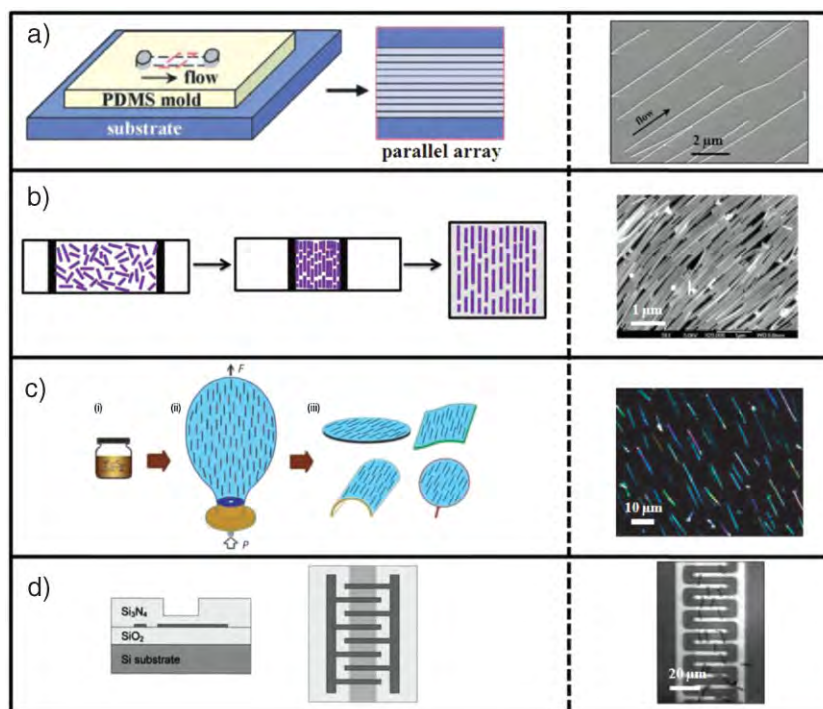 a)
flow
PDMS mold
substrate
parallel array
flow
2 μm
b)
1 μm
c)
(i)
(ii)
F
(iii)
P
10 μm
d)
Si₃N₄
SiO₂
Si substrate
20 μm